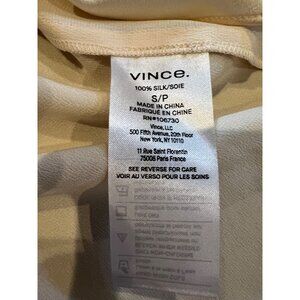 VINCE.
100% SILK/SOIE
S/P
MADE IN CHINA
FABRIQUÉ EN CHINE
RN#106730
Vince, LLC
500 Fifth Avenue, 20th Floor
New York, NY 10110
11 Rue Saint Florentin
75008 Paris France
SEE REVERSE FOR CARE
VOIR AU VERSO POUR LES SOINS